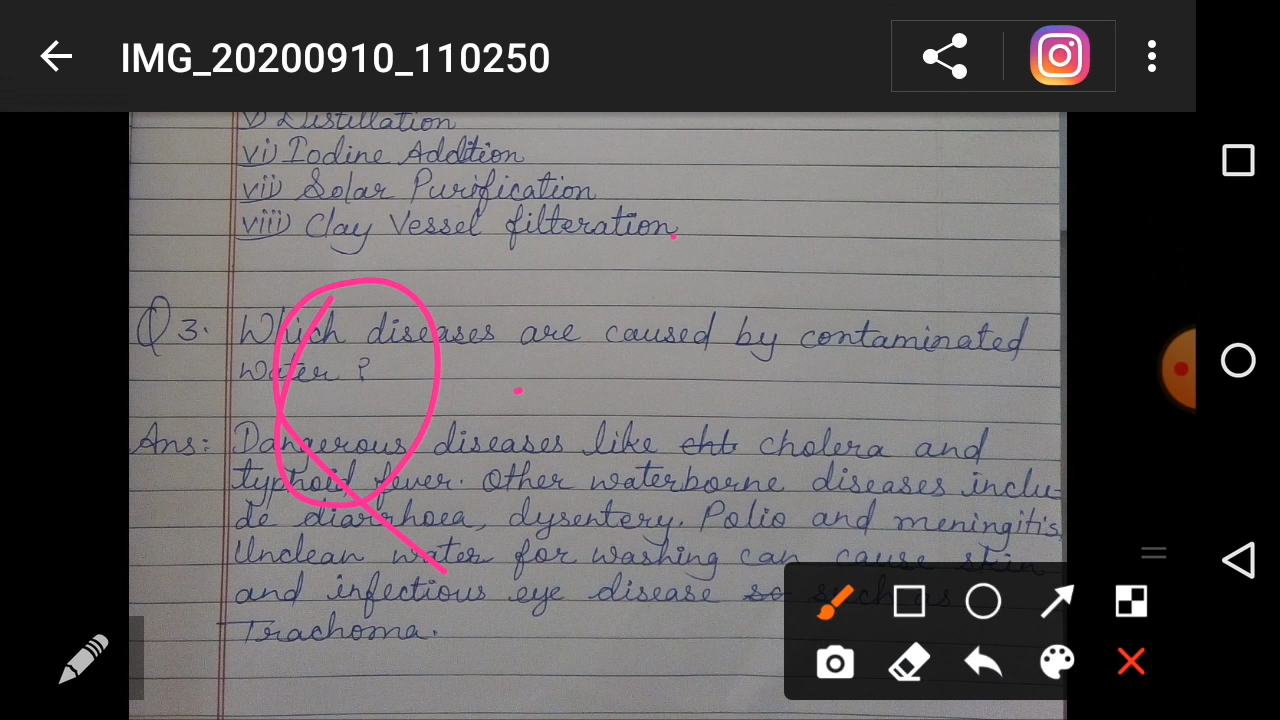 IMG_20200910_110250
v) Distillation
vi) Iodine Addition
vii) Solar Purification
viii) Clay Vessel filteration.
Q 3. Which diseases are caused by contaminated
water ?
Ans: Dangerous diseases like cht cholera and
typhoid fever. Other waterborne diseases inclu-
de diarrhoea, dysentery. Polio and meningitis
Unclean water for washing can cause skin
and infectious eye disease so such as
Trachoma.